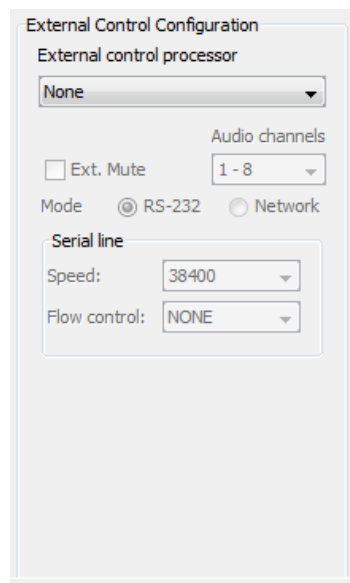 External Control Configuration
External control processor
None
Audio channels
Ext. Mute 1 - 8
Mode RS-232 Network
Serial line
Speed: 38400
Flow control: NONE